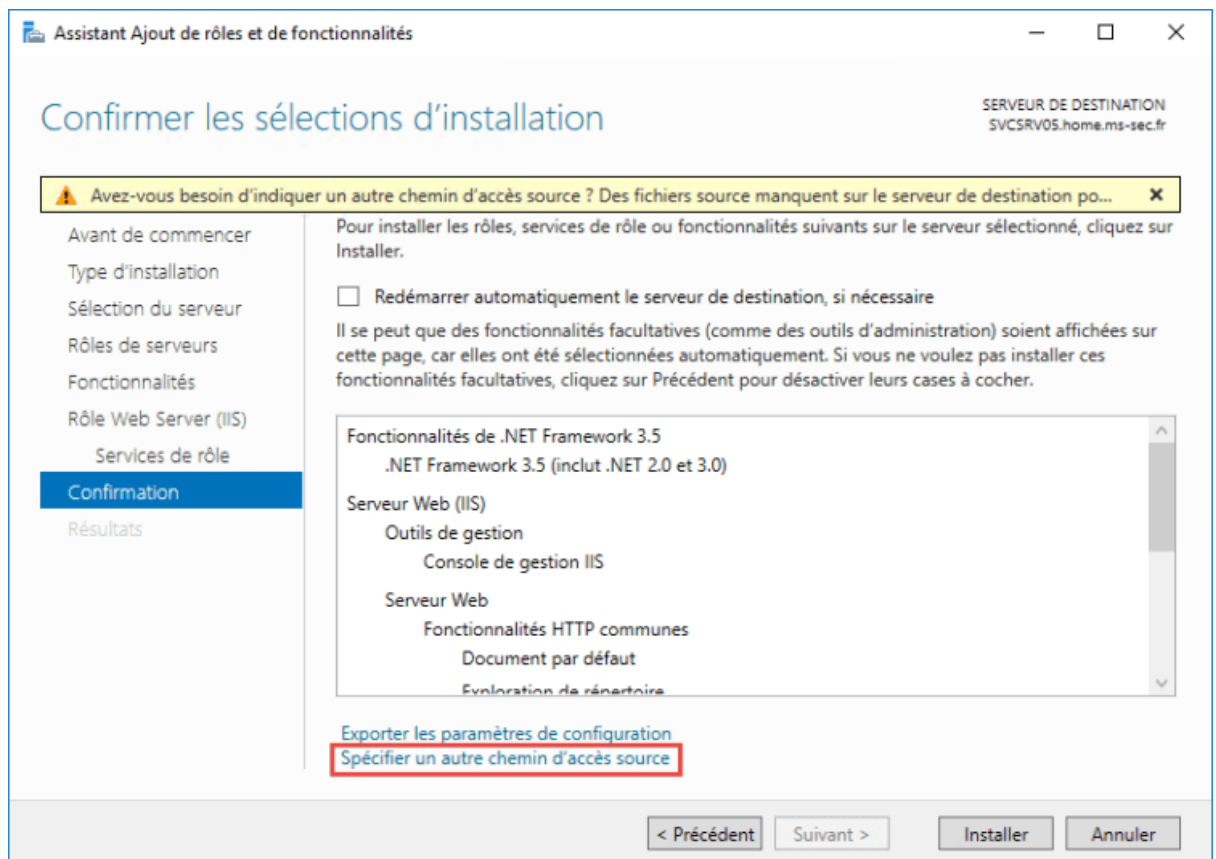 Assistant Ajout de rôles et de fonctionnalités
Confirmer les sélections d'installation
SERVEUR DE DESTINATION
SVCSRV05.home.ms-sec.fr
Avez-vous besoin d'indiquer un autre chemin d'accès source ? Des fichiers source manquent sur le serveur de destination po...
Avant de commencer
Type d'installation
Sélection du serveur
Rôles de serveurs
Fonctionnalités
Rôle Web Server (IIS)
Services de rôle
Confirmation
Résultats
Pour installer les rôles, services de rôle ou fonctionnalités suivants sur le serveur sélectionné, cliquez sur
Installer.
Redémarrer automatiquement le serveur de destination, si nécessaire
Il se peut que des fonctionnalités facultatives (comme des outils d'administration) soient affichées sur
cette page, car elles ont été sélectionnées automatiquement. Si vous ne voulez pas installer ces
fonctionnalités facultatives, cliquez sur Précédent pour désactiver leurs cases à cocher.
Fonctionnalités de .NET Framework 3.5
.NET Framework 3.5 (inclut .NET 2.0 et 3.0)
Serveur Web (IIS)
Outils de gestion
Console de gestion IIS
Serveur Web
Fonctionnalités HTTP communes
Document par défaut
Exploration de répertoire
Exporter les paramètres de configuration
Spécifier un autre chemin d'accès source
< Précédent
Suivant >
Installer
Annuler